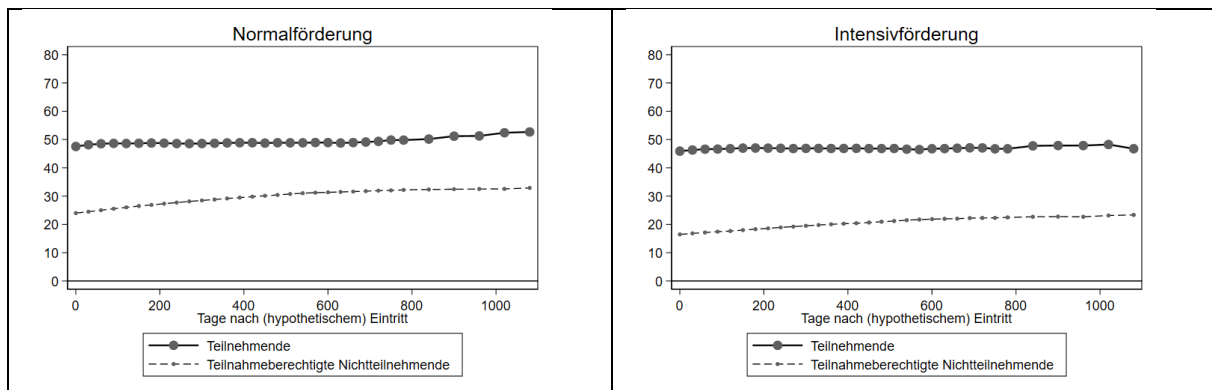 Normalförderung
80
70
60
50
40
30
20
10
0
0 200 400 600 800 1000
Tage nach (hypothetischem) Eintritt
Teilnehmende
Teilnahmeberechtigte Nichtteilnehmende
Intensivförderung
80
70
60
50
40
30
20
10
0
0 200 400 600 800 1000
Tage nach (hypothetischem) Eintritt
Teilnehmende
Teilnahmeberechtigte Nichtteilnehmende